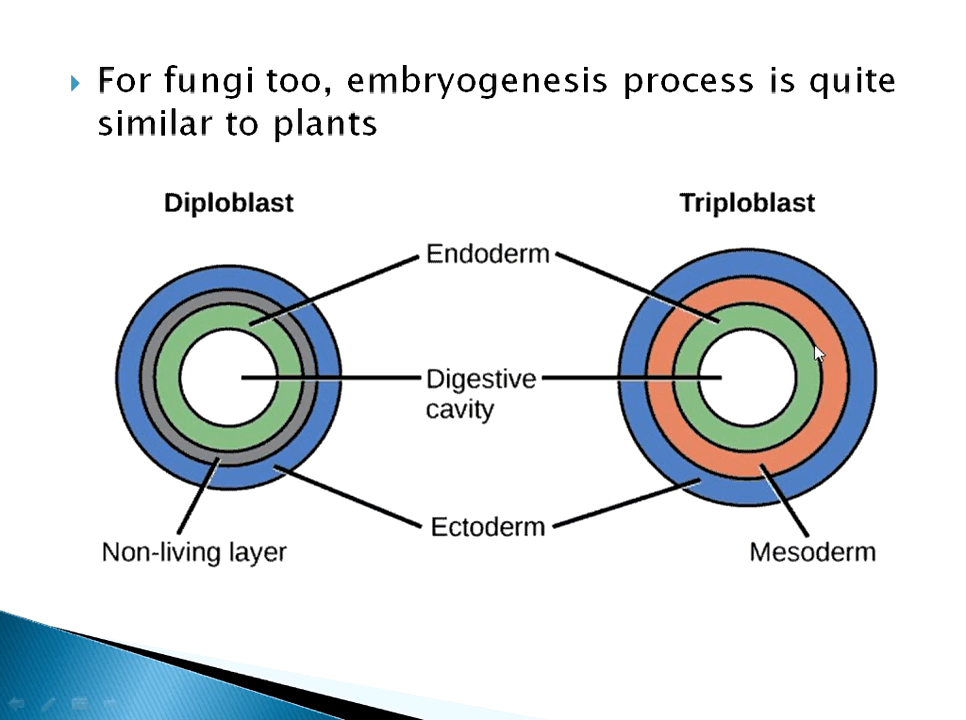 For fungi too, embryogenesis process is quite
similar to plants
Diploblast
Triploblast
Endoderm
Digestive
cavity
Ectoderm
Non-living layer
Mesoderm